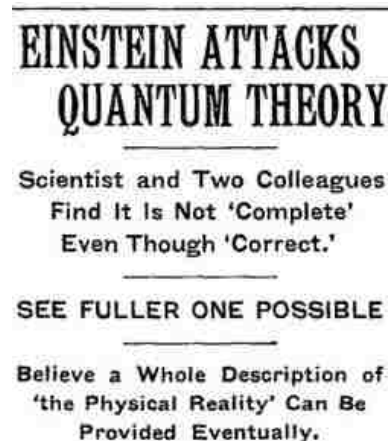 EINSTEIN ATTACKS
QUANTUM THEORY
Scientist and Two Colleagues
Find It Is Not ‘Complete’
Even Though ‘Correct.’
SEE FULLER ONE POSSIBLE
Believe a Whole Description of
‘the Physical Reality’ Can Be
Provided Eventually.